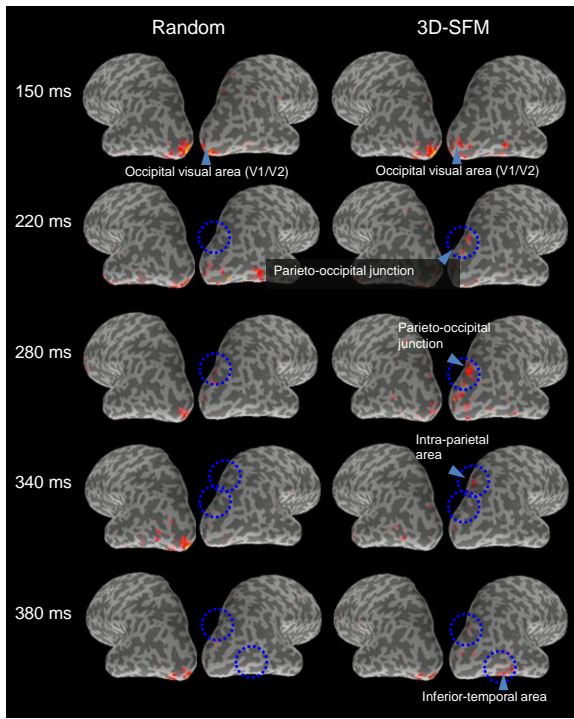 Random
3D-SFM
150 ms
Occipital visual area (V1/V2)
Occipital visual area (V1/V2)
220 ms
Parieto-occipital junction
280 ms
Parieto-occipital
junction
340 ms
Intra-parietal
area
380 ms
Inferior-temporal area